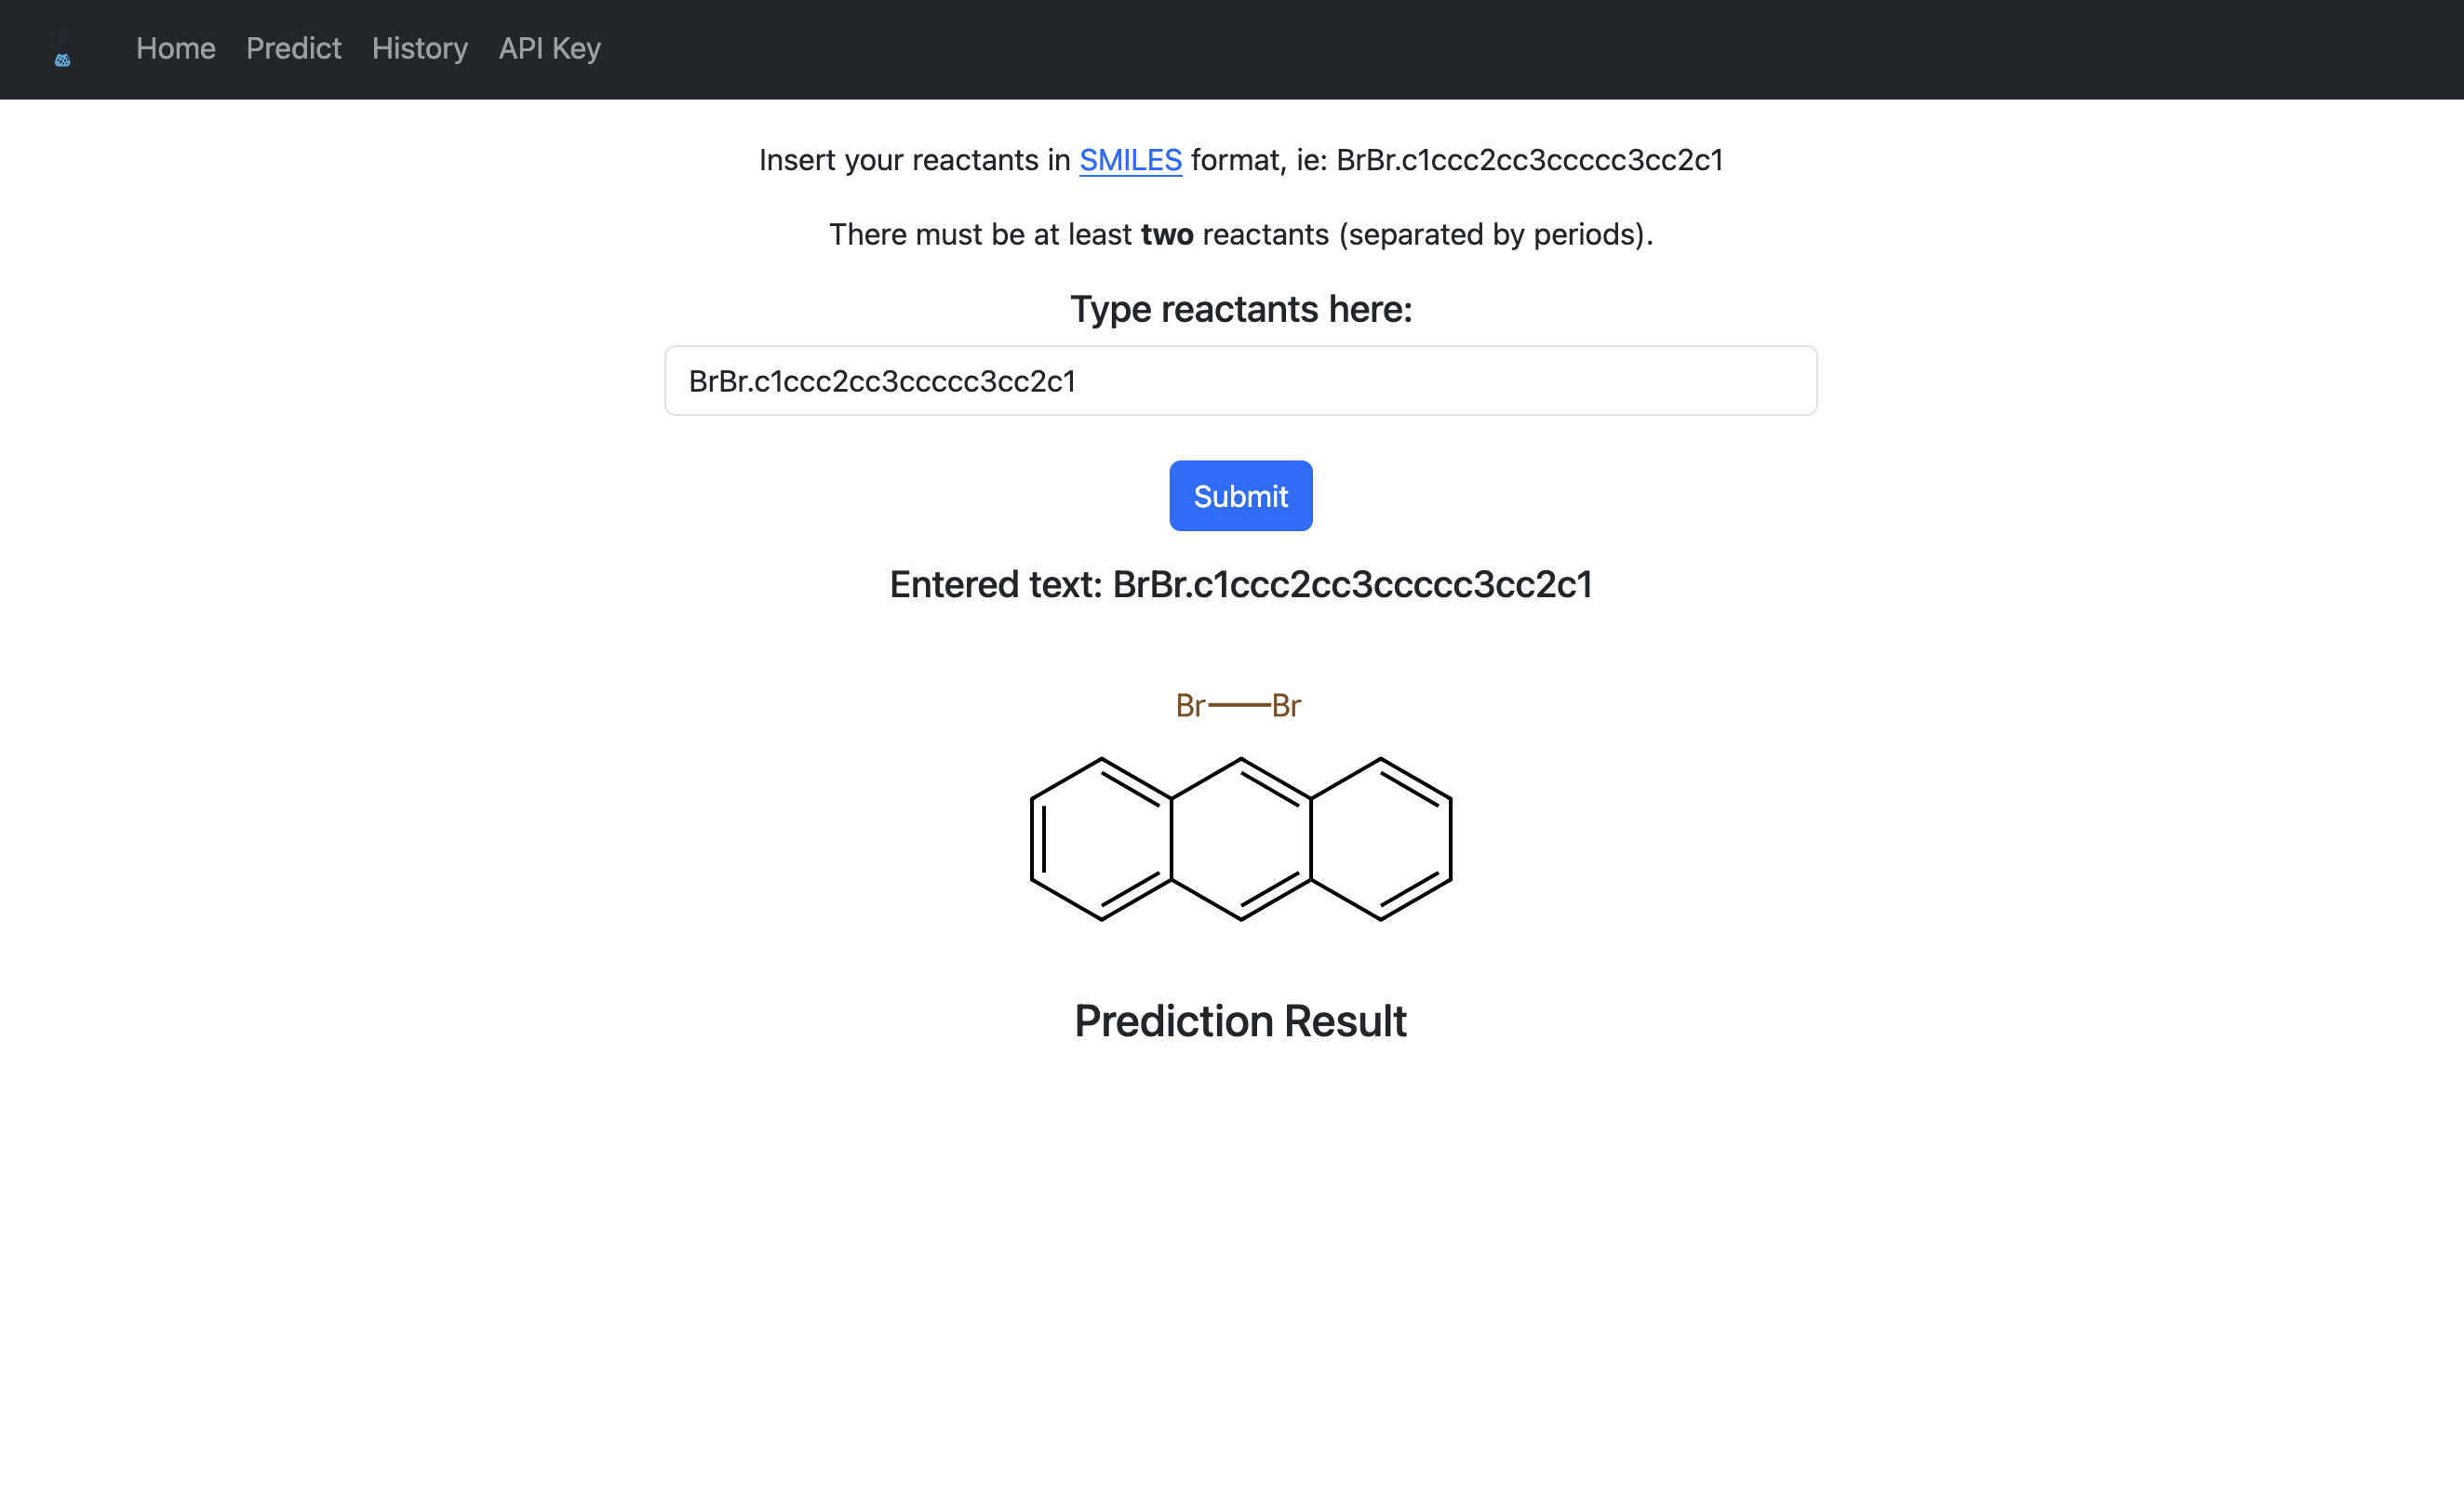 Home Predict History API Key
Insert your reactants in SMILES format, ie: BrBr.c1ccc2cc3ccccc3cc2c1
There must be at least two reactants (separated by periods).
Type reactants here:
BrBr.c1ccc2cc3ccccc3cc2c1
Submit
Entered text: BrBr.c1ccc2cc3ccccc3cc2c1
Br Br
Prediction Result